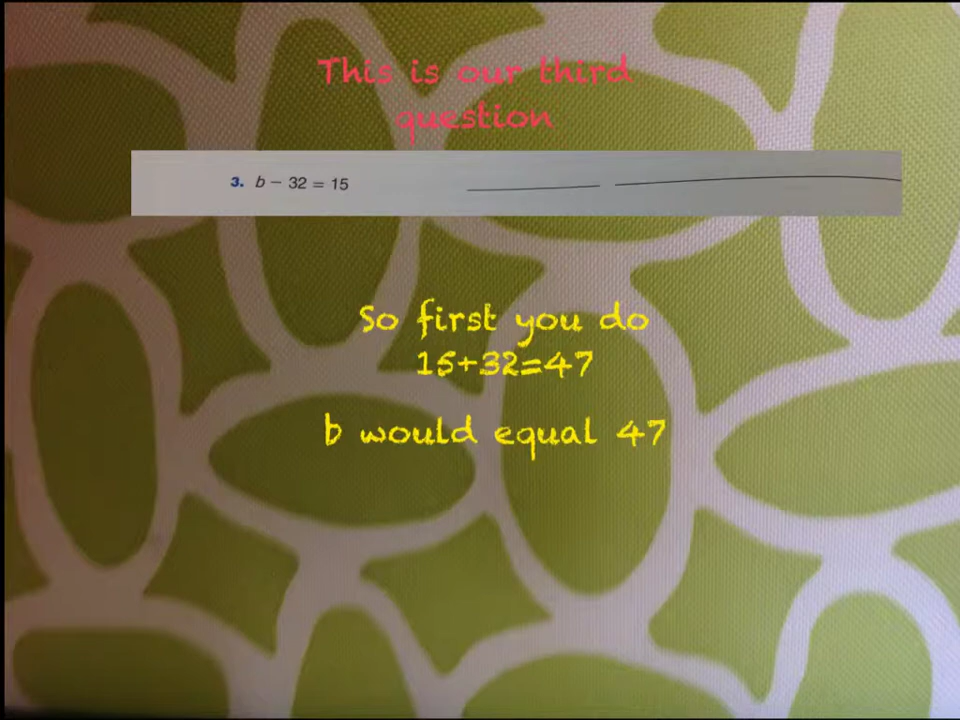 This is our third
question
3. b − 32 = 15
So first you do
15+32=47
b would equal 47